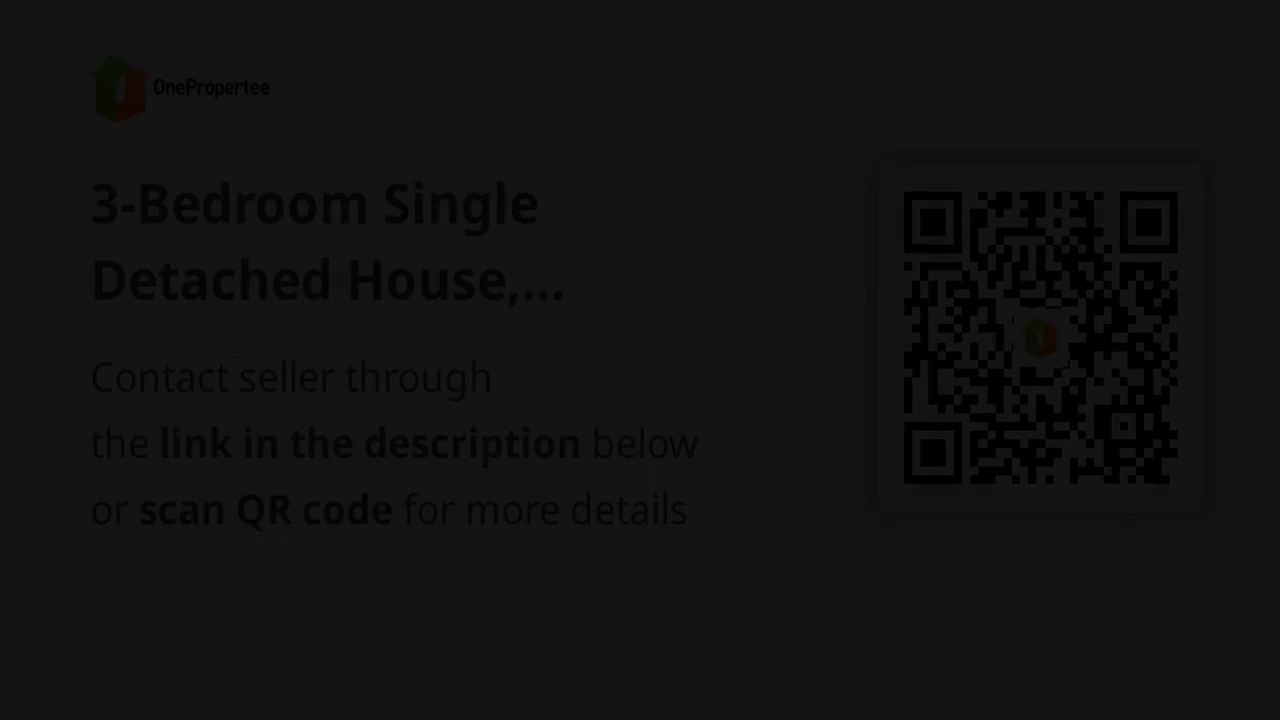 OnePropertee
3-Bedroom Single
Detached House,...
Contact seller through
the link in the description below
or scan QR code for more details